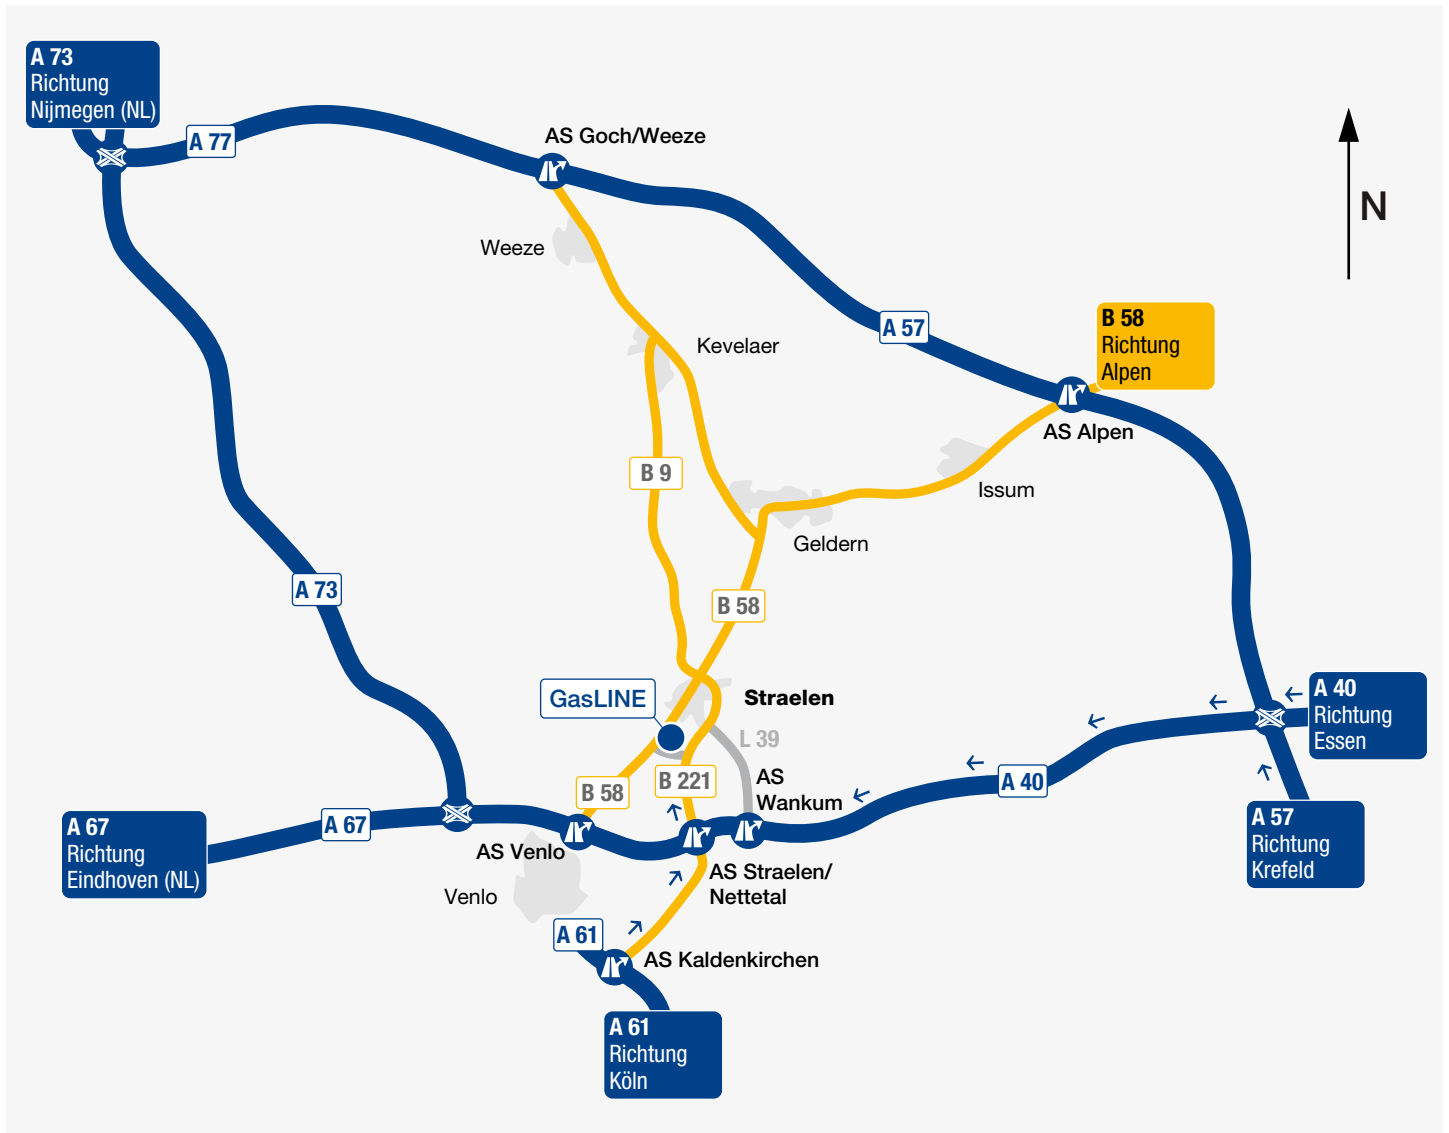 A 73
Richtung
Nijmegen (NL)
A 77
AS Goch/Weeze
N
Weeze
B 58
Richtung
Alpen
A 57
Kevelaer
AS Alpen
B 9
Issum
Geldern
A 73
B 58
GasLINE
Straelen
A 40
Richtung
Essen
L 39
B 221
B 58
AS
Wankum
A 40
A 67
Richtung
Eindhoven (NL)
A 67
A 57
Richtung
Krefeld
AS Venlo
AS Straelen/
Nettetal
Venlo
A 61
AS Kaldenkirchen
A 61
Richtung
Köln